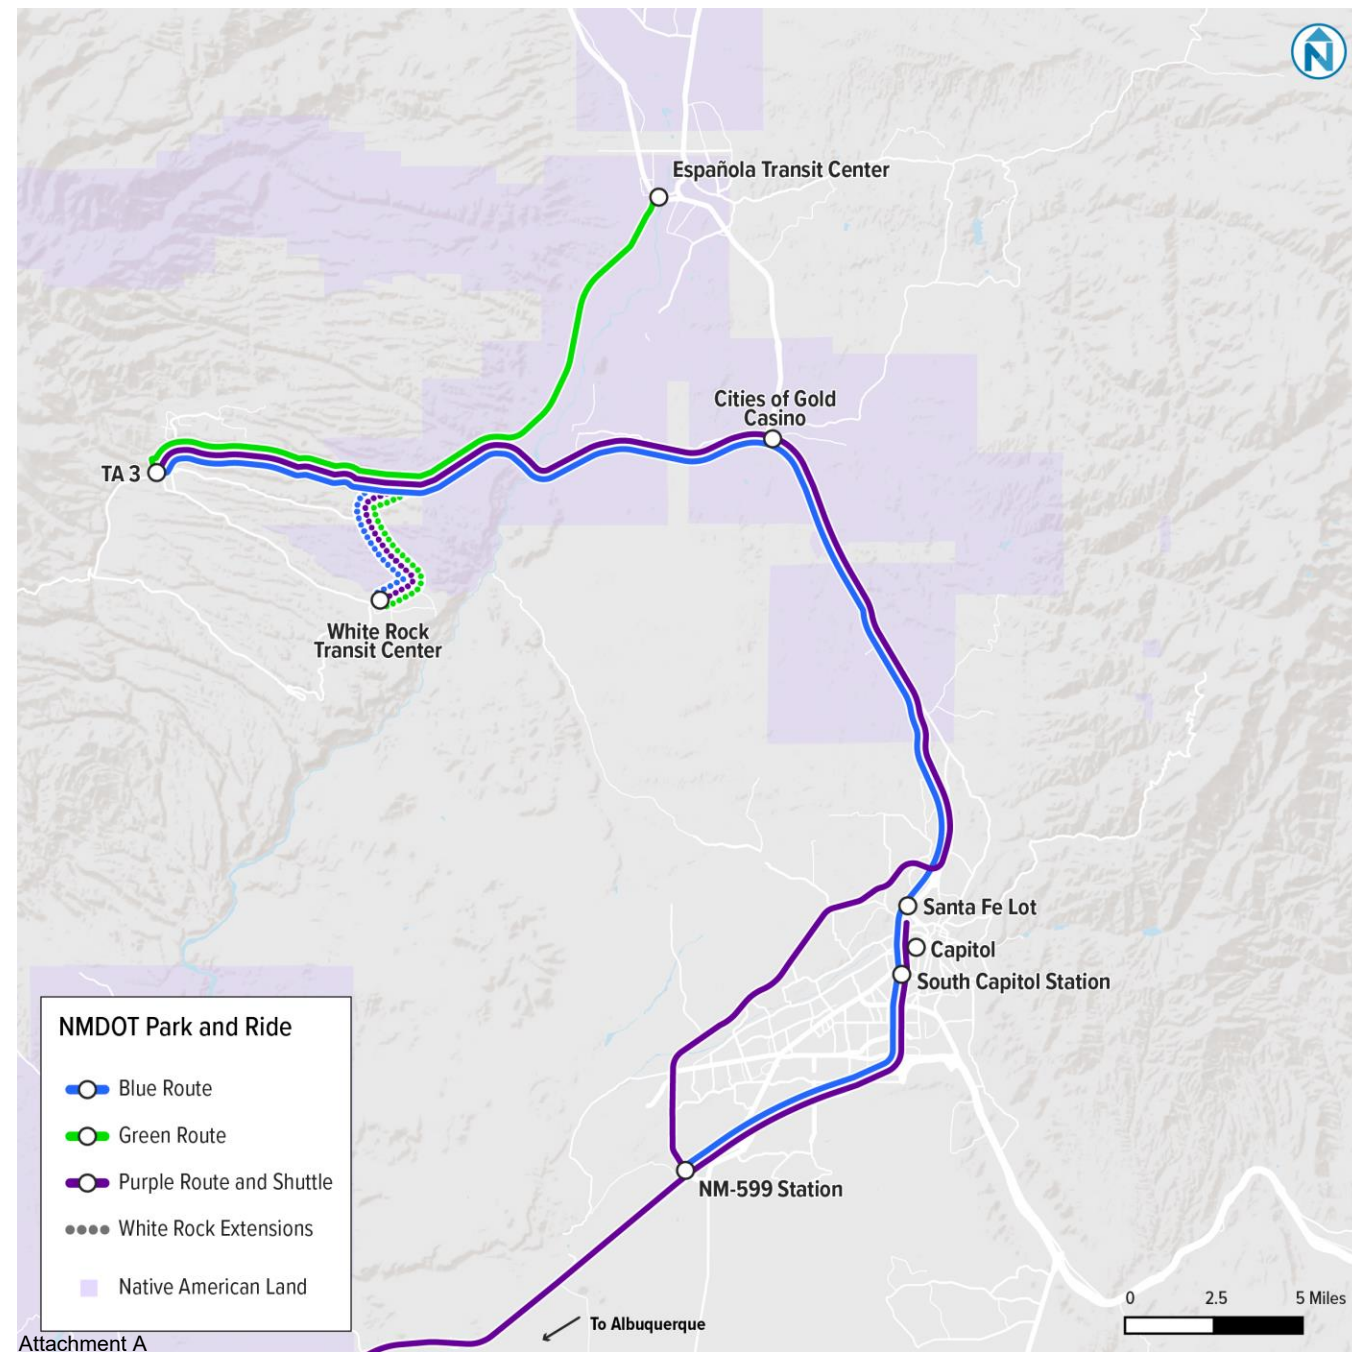 N
Española Transit Center
Cities of Gold
Casino
TA 3
White Rock
Transit Center
Santa Fe Lot
Capitol
South Capitol Station
NM-599 Station
To Albuquerque
NMDOT Park and Ride
Blue Route
Green Route
Purple Route and Shuttle
White Rock Extensions
Native American Land
0 2.5 5 Miles
Attachment A